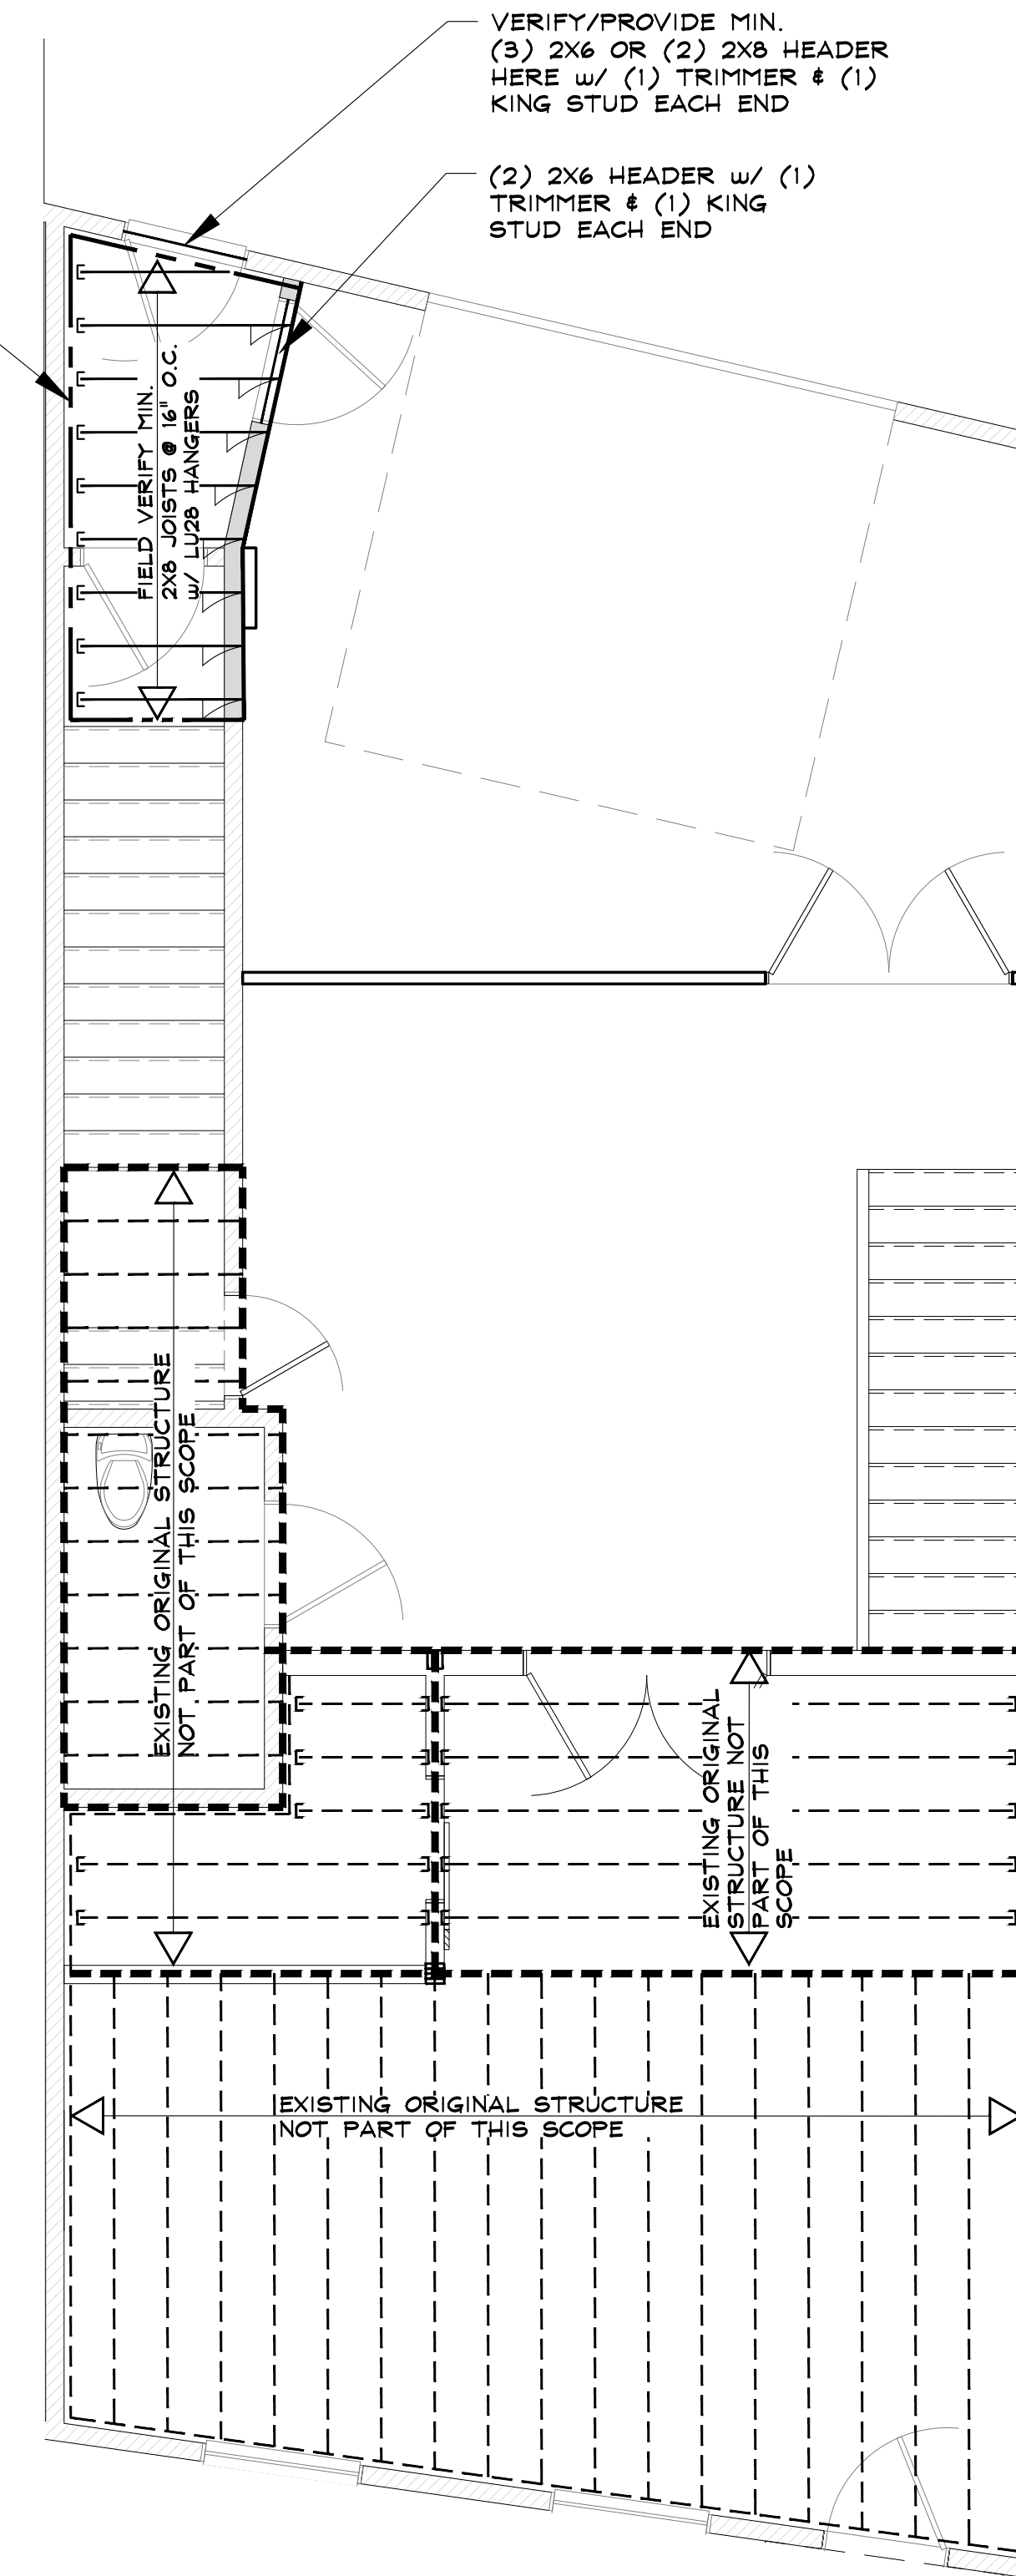 VERIFY/PROVIDE MIN.
(3) 2X6 OR (2) 2X8 HEADER
HERE w/ (1) TRIMMER & (1)
KING STUD EACH END
(2) 2X6 HEADER w/ (1)
TRIMMER & (1) KING
STUD EACH END
FIELD VERIFY MIN.
2X8 JOISTS @ 16" O.C.
w/ LU28 HANGERS
EXISTING ORIGINAL STRUCTURE
NOT PART OF THIS SCOPE
EXISTING ORIGINAL
STRUCTURE NOT
PART OF THIS
SCOPE
EXISTING ORIGINAL STRUCTURE
NOT PART OF THIS SCOPE